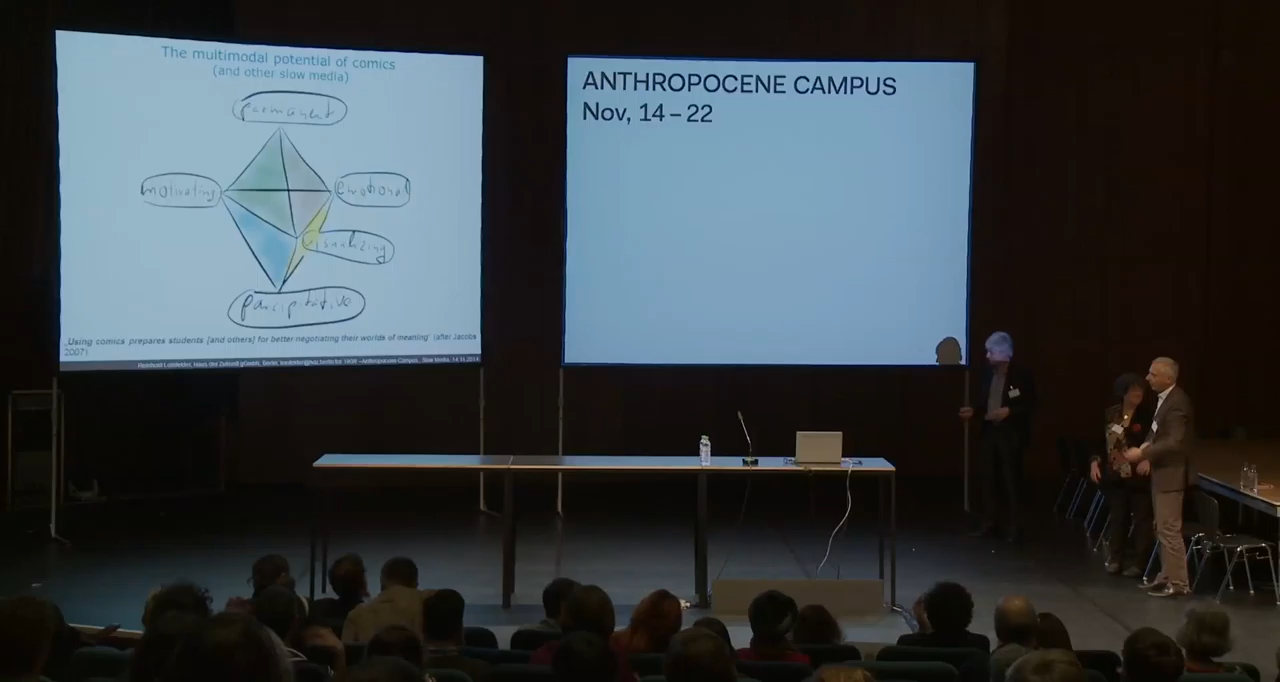 The multimodal potential of comics
(and other slow media)
permanent
motivating
emotional
visualizing
participative
„Using comics prepares students [and others] for better negotiating their worlds of meaning" (after Jacobs
2007)
ANTHROPOCENE CAMPUS
Nov, 14 – 22